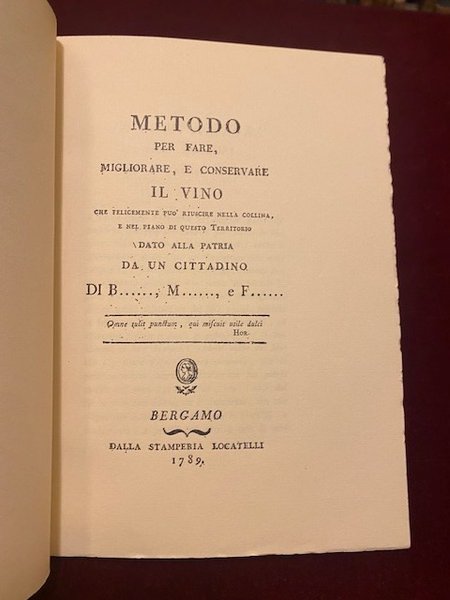 METODO
PER FARE,
MIGLIORARE, E CONSERVARE
IL VINO
CHE FELICEMENTE PUO' RIUSCIRE NELLA COLLINA,
E NEL PIANO DI QUESTO TERRITORIO
DATO ALLA PATRIA
DA UN CITTADINO
DI B......, M......, e F......
Omne tulit punctum, qui miscuit utile dulci
HOR.
BERGAMO
DALLA STAMPERIA LOCATELLI
1789.